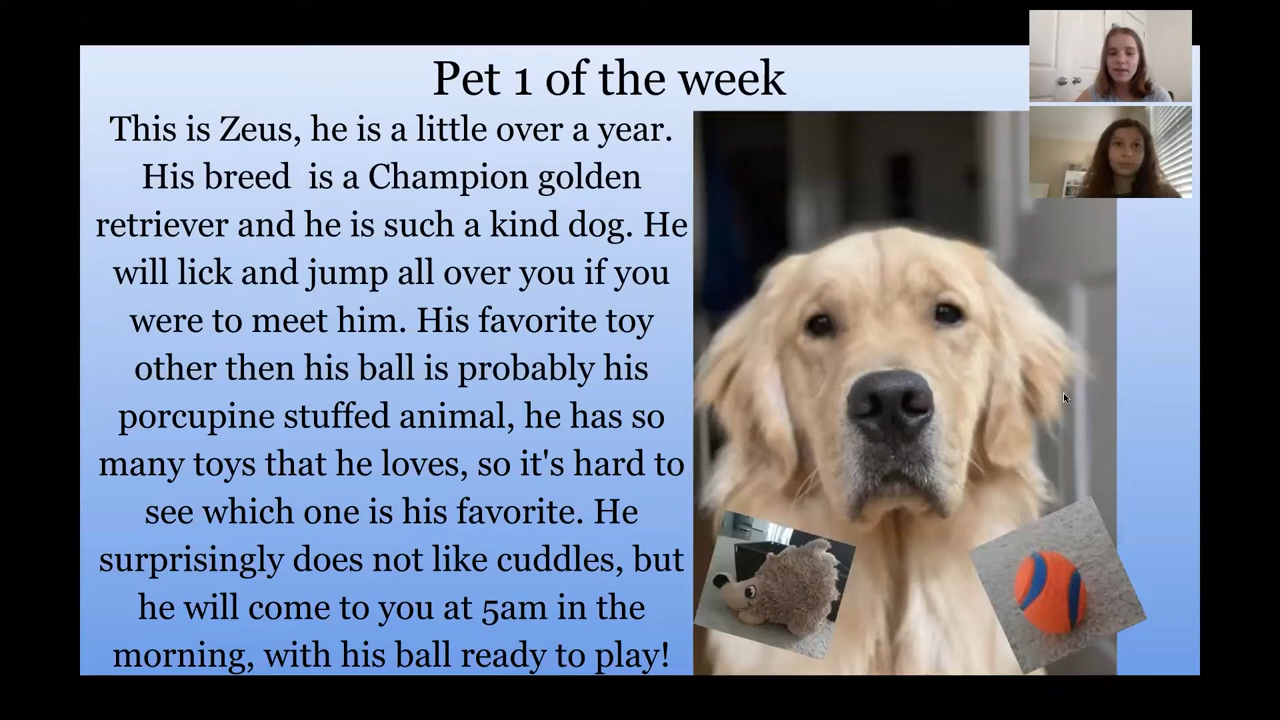 Pet 1 of the week
This is Zeus, he is a little over a year.
His breed  is a Champion golden
retriever and he is such a kind dog. He
will lick and jump all over you if you
were to meet him. His favorite toy
other then his ball is probably his
porcupine stuffed animal, he has so
many toys that he loves, so it's hard to
see which one is his favorite. He
surprisingly does not like cuddles, but
he will come to you at 5am in the
morning, with his ball ready to play!